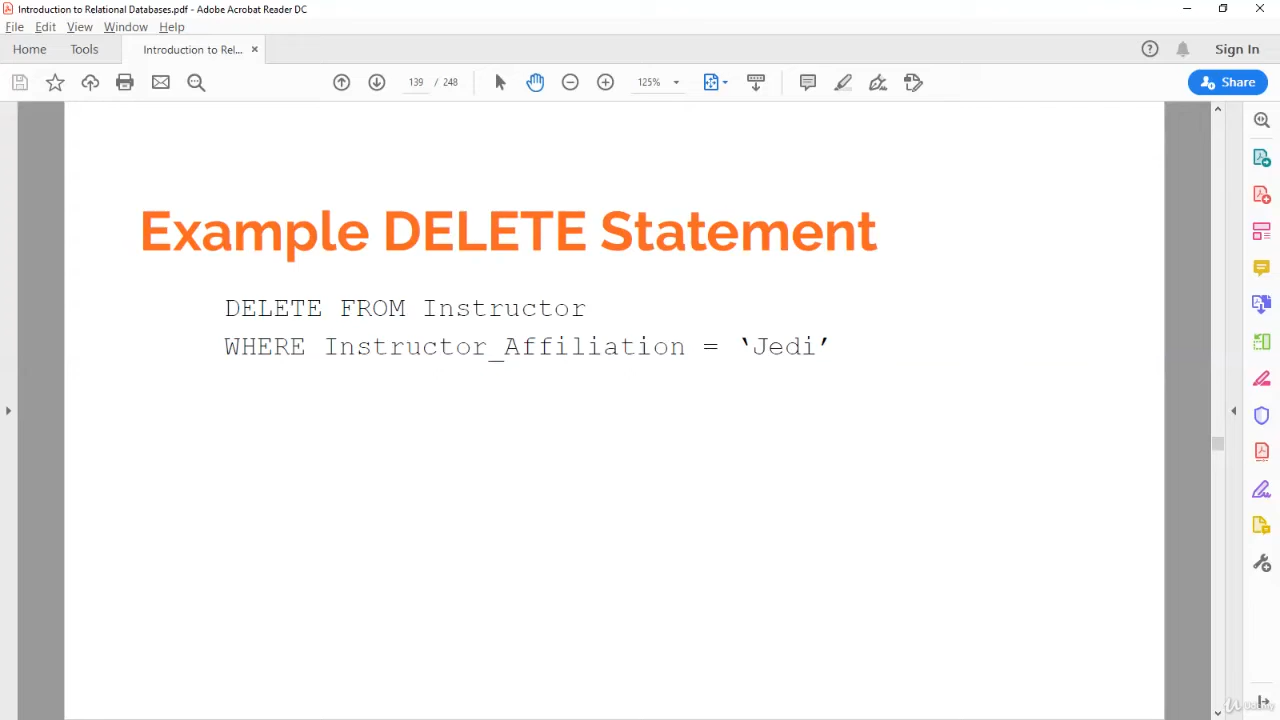 Introduction to Relational Databases.pdf - Adobe Acrobat Reader DC
File Edit View Window Help
Home Tools Introduction to Rel... × Sign In
139 / 248 125% Share
Example DELETE Statement
DELETE FROM Instructor
WHERE Instructor_Affiliation = ‘Jedi’
Udemy